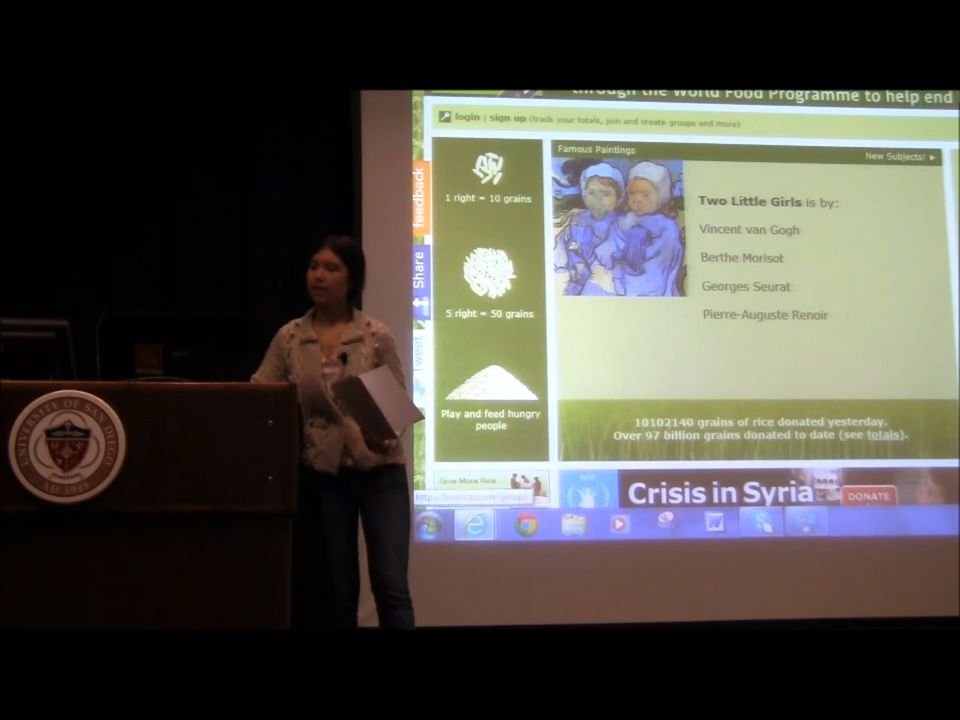 through the World Food Programme to help end
login | sign up (track your totals, join and create groups and more)
feedback
Share
Tweet
1 right = 10 grains
5 right = 50 grains
Play and feed hungry
people
Famous Paintings
New Subjects! ►
Two Little Girls is by:
Vincent van Gogh
Berthe Morisot
Georges Seurat
Pierre-Auguste Renoir
10102140 grains of rice donated yesterday.
Over 97 billion grains donated to date (see totals).
Give More Rice
WFP
Crisis in Syria
DONATE
UNIVERSITY OF SAN DIEGO